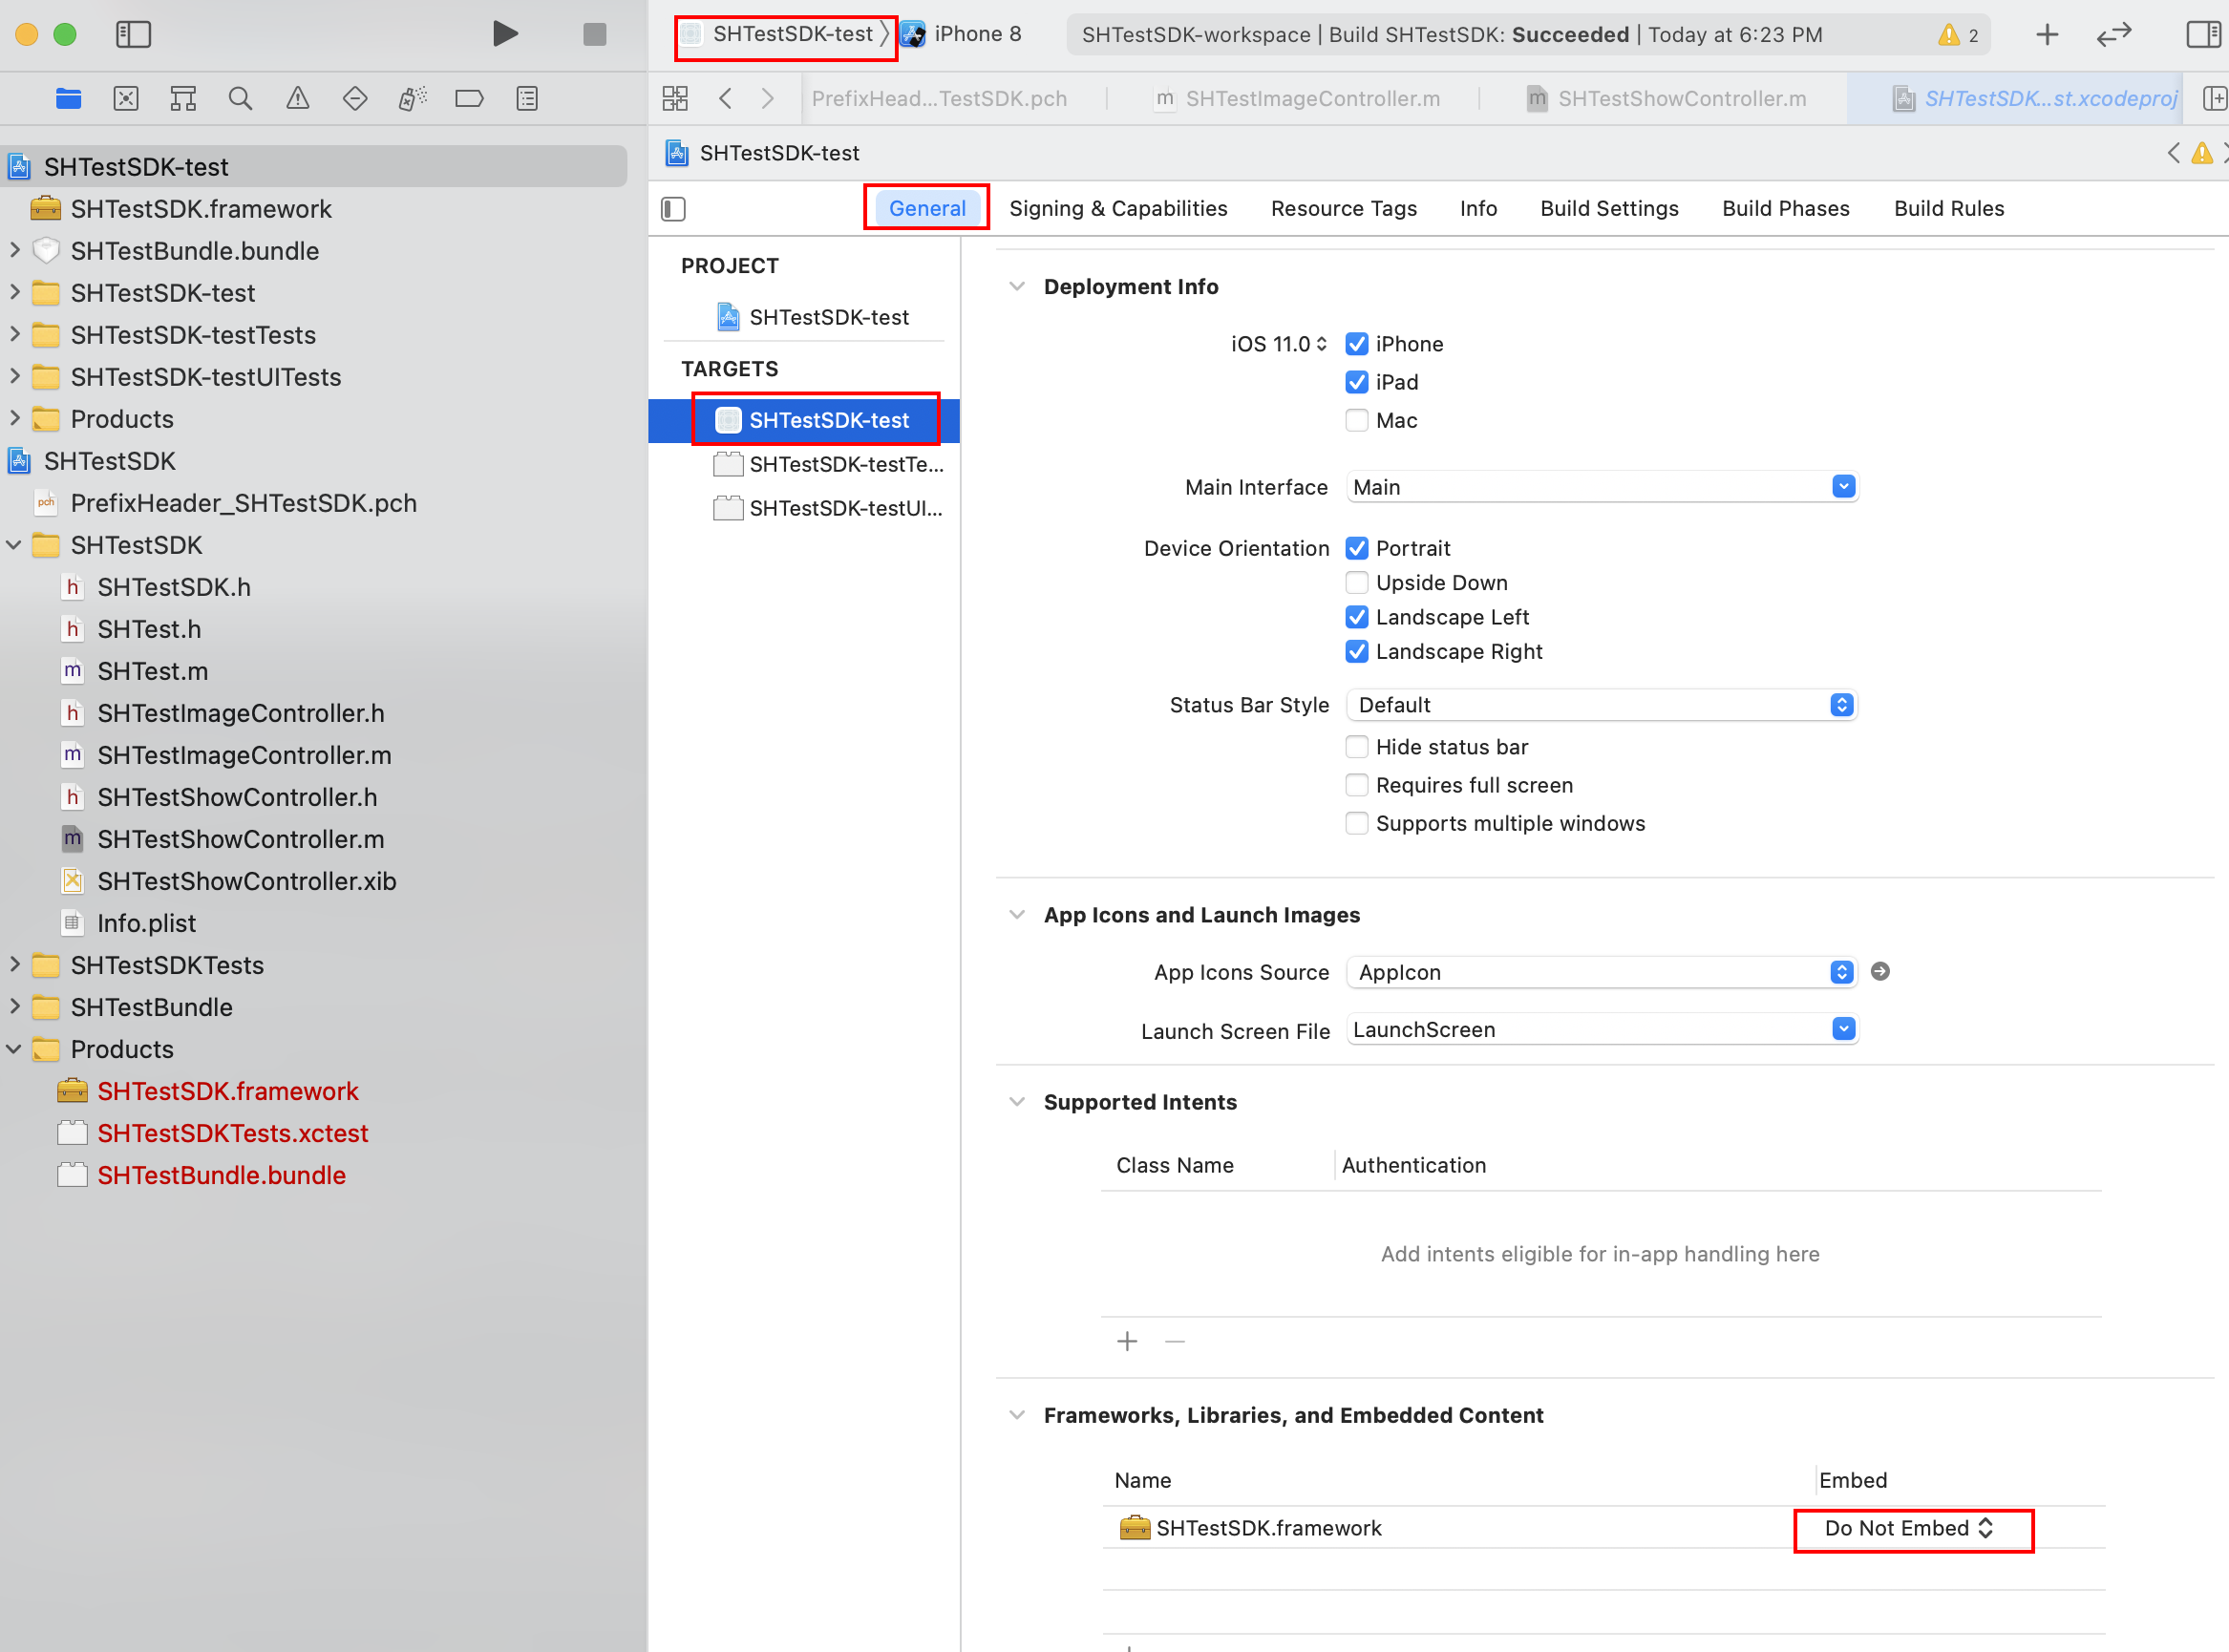 SHTestSDK-test
iPhone 8
SHTestSDK-workspace | Build SHTestSDK: Succeeded | Today at 6:23 PM
2
PrefixHead...TestSDK.pch
SHTestImageController.m
SHTestShowController.m
SHTestSDK...st.xcodeproj
SHTestSDK-test
SHTestSDK.framework
SHTestBundle.bundle
SHTestSDK-test
SHTestSDK-testTests
SHTestSDK-testUITests
Products
SHTestSDK
PrefixHeader_SHTestSDK.pch
SHTestSDK
SHTestSDK.h
SHTest.h
SHTest.m
SHTestImageController.h
SHTestImageController.m
SHTestShowController.h
SHTestShowController.m
SHTestShowController.xib
Info.plist
SHTestSDKTests
SHTestBundle
Products
SHTestSDK.framework
SHTestSDKTests.xctest
SHTestBundle.bundle
SHTestSDK-test
General
Signing & Capabilities
Resource Tags
Info
Build Settings
Build Phases
Build Rules
PROJECT
SHTestSDK-test
TARGETS
SHTestSDK-test
SHTestSDK-testTe...
SHTestSDK-testUI...
Deployment Info
iOS 11.0
iPhone
iPad
Mac
Main Interface
Main
Device Orientation
Portrait
Upside Down
Landscape Left
Landscape Right
Status Bar Style
Default
Hide status bar
Requires full screen
Supports multiple windows
App Icons and Launch Images
App Icons Source
AppIcon
Launch Screen File
LaunchScreen
Supported Intents
Class Name
Authentication
Add intents eligible for in-app handling here
Frameworks, Libraries, and Embedded Content
Name
Embed
SHTestSDK.framework
Do Not Embed